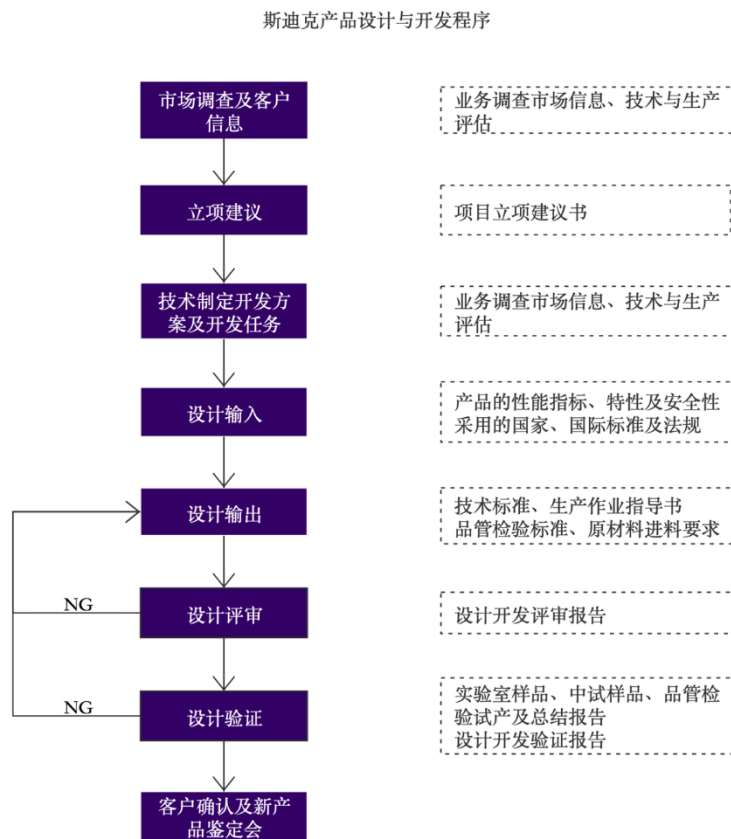 斯迪克产品设计与开发程序
市场调查及客户
信息
业务调查市场信息、技术与生产
评估
立项建议
项目立项建议书
技术制定开发方
案及开发任务
业务调查市场信息、技术与生产
评估
设计输入
产品的性能指标、特性及安全性
采用的国家、国际标准及法规
设计输出
技术标准、生产作业指导书
品管检验标准、原材料进料要求
NG
设计评审
设计开发评审报告
NG
设计验证
实验室样品、中试样品、品管检
验试产及总结报告
设计开发验证报告
客户确认及新产
品鉴定会